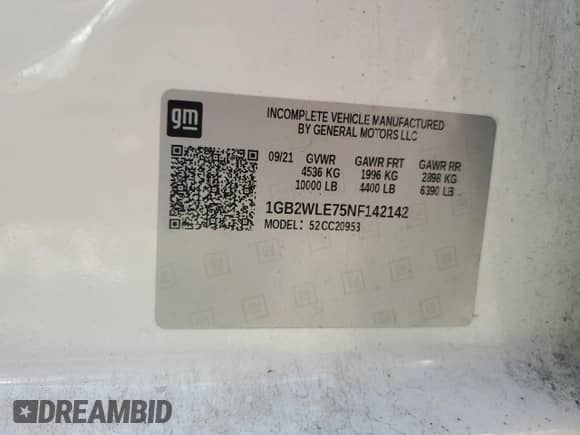 gm
INCOMPLETE VEHICLE MANUFACTURED
BY GENERAL MOTORS LLC
09/21 GVWR GAWR FRT GAWR RR
4536 KG 1996 KG 2898 KG
10000 LB 4400 LB 6390 LB
1GB2WLE75NF142142
MODEL: 52CC20953
DREAMBID